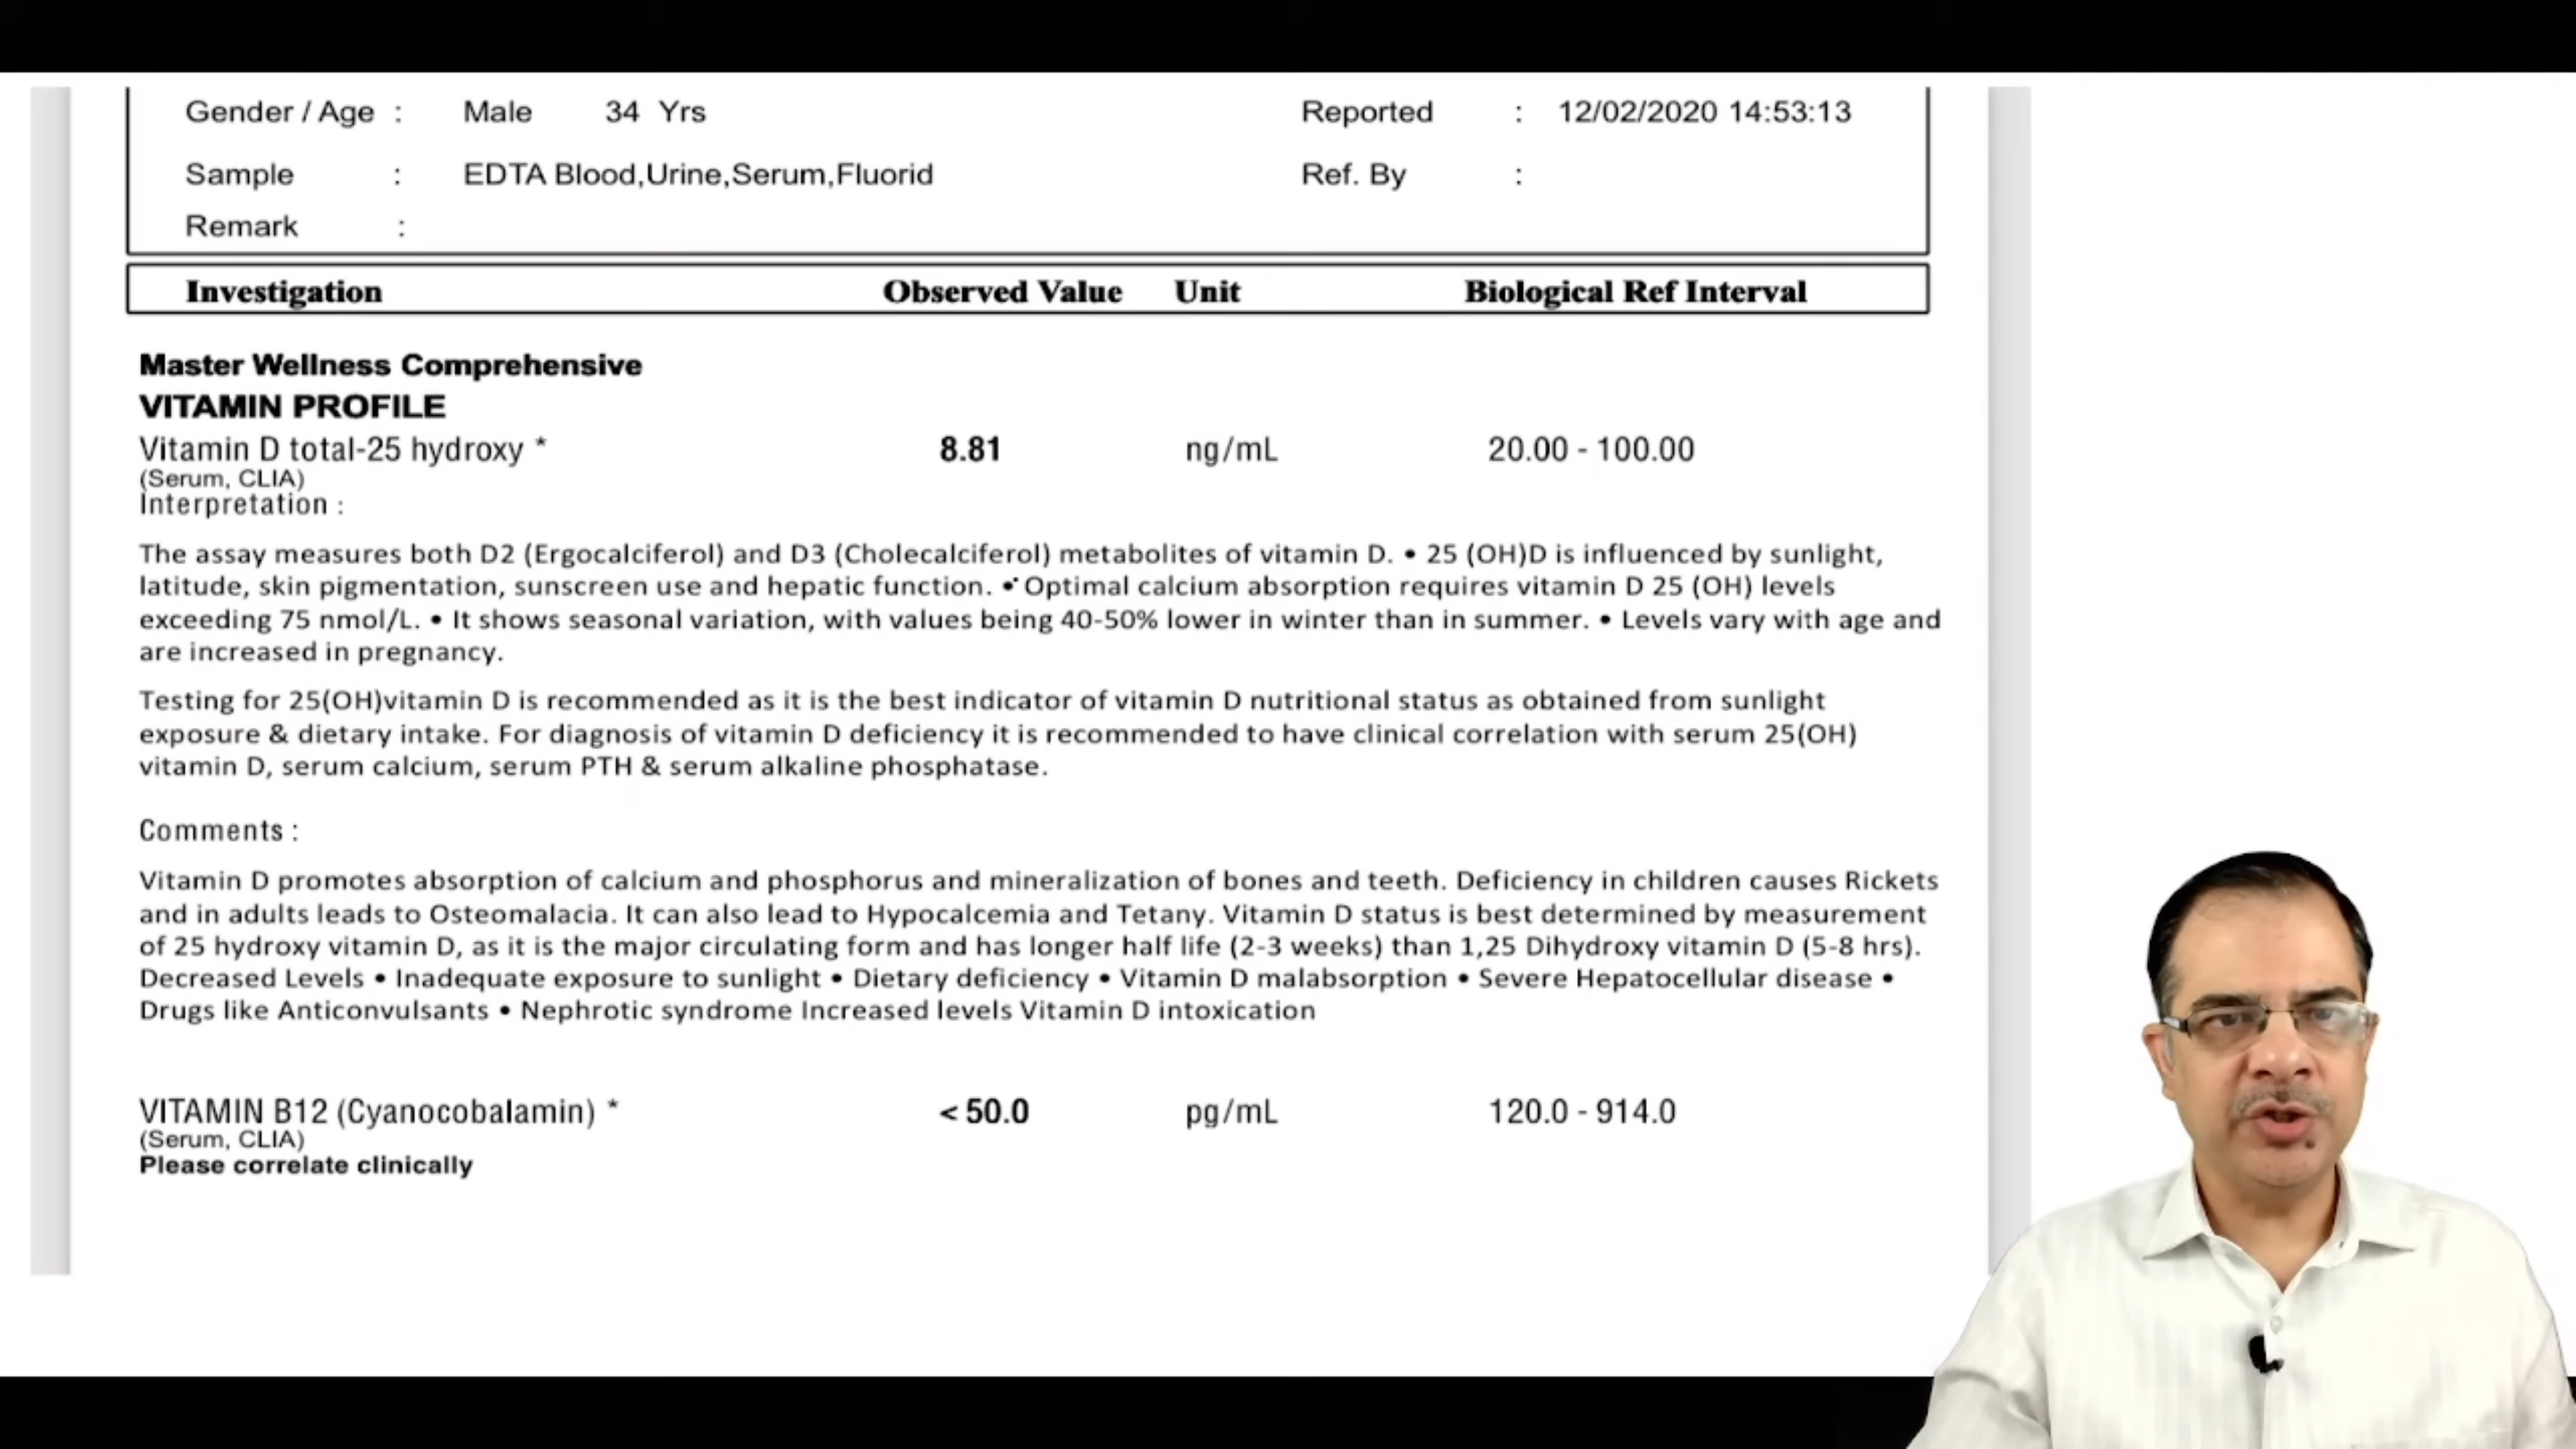 Gender / Age : Male 34 Yrs Reported : 12/02/2020 14:53:13
Sample : EDTA Blood,Urine,Serum,Fluorid Ref. By :
Remark :
Investigation Observed Value Unit Biological Ref Interval
Master Wellness Comprehensive
VITAMIN PROFILE
Vitamin D total-25 hydroxy * 8.81 ng/mL 20.00 - 100.00
(Serum, CLIA)
Interpretation :
The assay measures both D2 (Ergocalciferol) and D3 (Cholecalciferol) metabolites of vitamin D. • 25 (OH)D is influenced by sunlight,
latitude, skin pigmentation, sunscreen use and hepatic function. • Optimal calcium absorption requires vitamin D 25 (OH) levels
exceeding 75 nmol/L. • It shows seasonal variation, with values being 40-50% lower in winter than in summer. • Levels vary with age and
are increased in pregnancy.
Testing for 25(OH)vitamin D is recommended as it is the best indicator of vitamin D nutritional status as obtained from sunlight
exposure & dietary intake. For diagnosis of vitamin D deficiency it is recommended to have clinical correlation with serum 25(OH)
vitamin D, serum calcium, serum PTH & serum alkaline phosphatase.
Comments :
Vitamin D promotes absorption of calcium and phosphorus and mineralization of bones and teeth. Deficiency in children causes Rickets
and in adults leads to Osteomalacia. It can also lead to Hypocalcemia and Tetany. Vitamin D status is best determined by measurement
of 25 hydroxy vitamin D, as it is the major circulating form and has longer half life (2-3 weeks) than 1,25 Dihydroxy vitamin D (5-8 hrs).
Decreased Levels • Inadequate exposure to sunlight • Dietary deficiency • Vitamin D malabsorption • Severe Hepatocellular disease •
Drugs like Anticonvulsants • Nephrotic syndrome Increased levels Vitamin D intoxication
VITAMIN B12 (Cyanocobalamin) * < 50.0 pg/mL 120.0 - 914.0
(Serum, CLIA)
Please correlate clinically